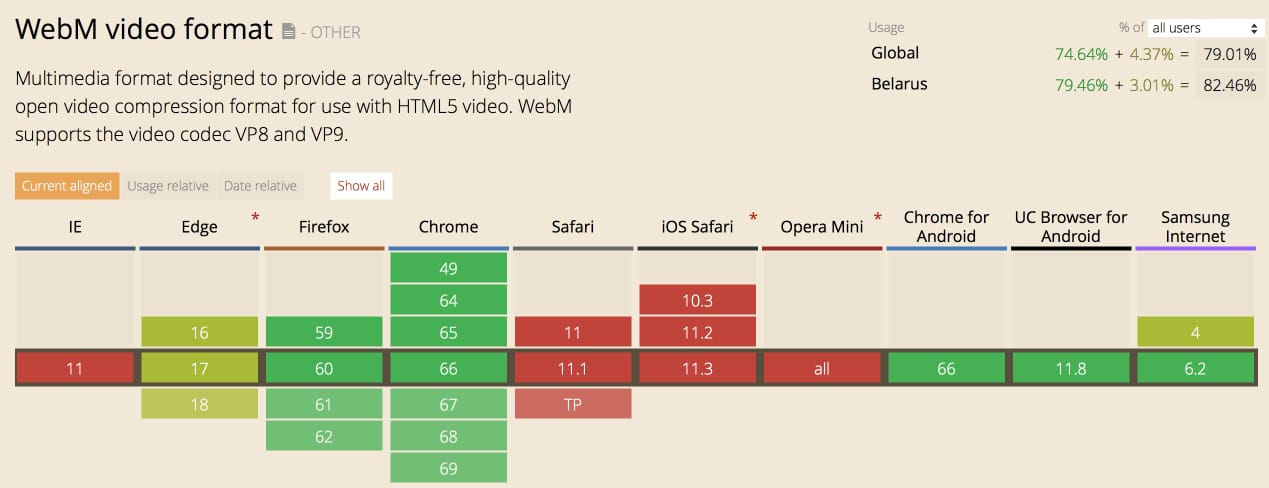 WebM video format - OTHER
Usage % of all users
Global 74.64% + 4.37% = 79.01%
Belarus 79.46% + 3.01% = 82.46%
Multimedia format designed to provide a royalty-free, high-quality
open video compression format for use with HTML5 video. WebM
supports the video codec VP8 and VP9.
Current aligned Usage relative Date relative Show all
IE Edge * Firefox Chrome Safari iOS Safari * Opera Mini * Chrome for Android UC Browser for Android Samsung Internet
49
64 10.3
16 59 65 11 11.2 4
11 17 60 66 11.1 11.3 all 66 11.8 6.2
18 61 67 TP
62 68
69